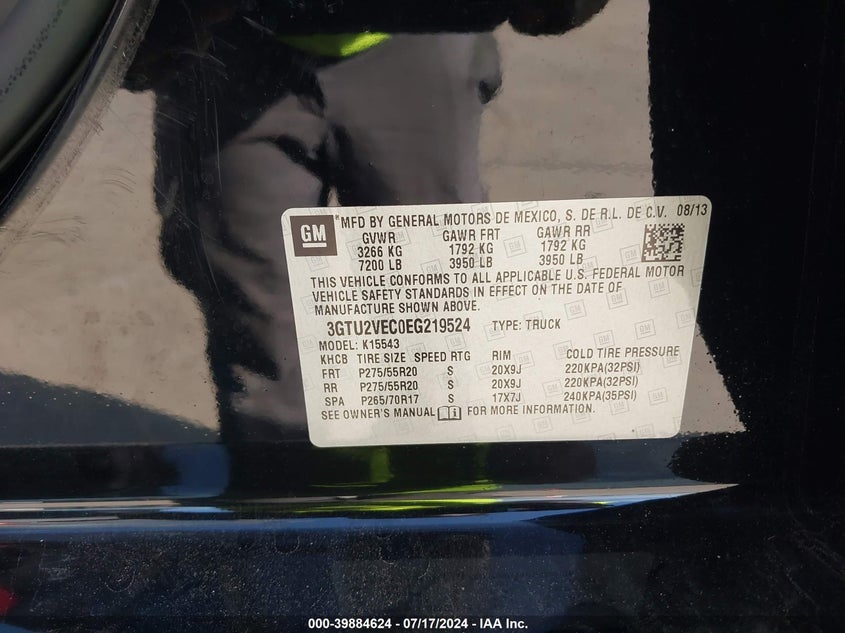 GM
*MFD BY GENERAL MOTORS DE MEXICO, S. DE R.L. DE C.V. 08/13
GVWR GAWR FRT GAWR RR
3266 KG 1792 KG 1792 KG
7200 LB 3950 LB 3950 LB
THIS VEHICLE CONFORMS TO ALL APPLICABLE U.S. FEDERAL MOTOR
VEHICLE SAFETY STANDARDS IN EFFECT ON THE DATE OF
MANUFACTURE SHOWN ABOVE.
3GTU2VEC0EG219524 TYPE: TRUCK
MODEL: K15543
KHCB TIRE SIZE SPEED RTG RIM COLD TIRE PRESSURE
FRT P275/55R20 S 20X9J 220KPA(32PSI)
RR P275/55R20 S 20X9J 220KPA(32PSI)
SPA P265/70R17 S 17X7J 240KPA(35PSI)
SEE OWNER'S MANUAL FOR MORE INFORMATION.
000-39884624 - 07/17/2024 - IAA Inc.